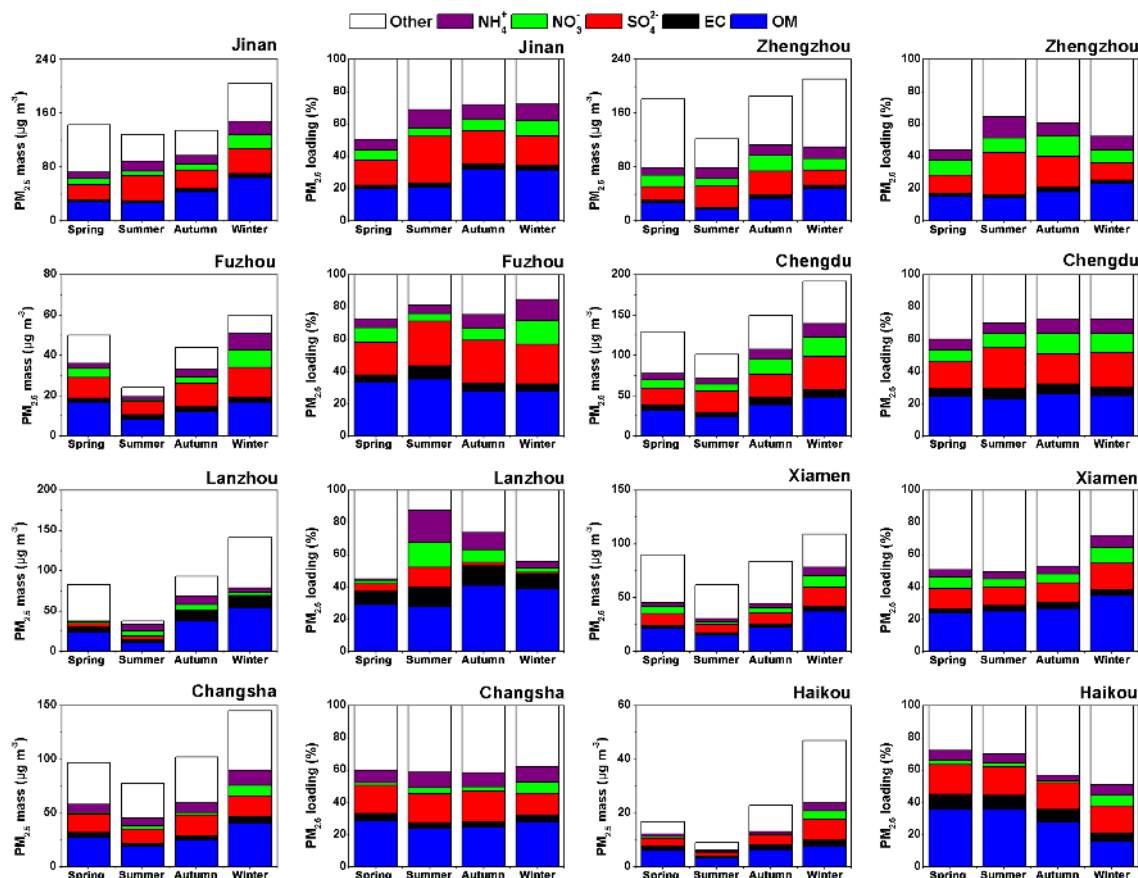 Other NH₄⁺ NO₃⁻ SO₄²⁻ EC OM
Jinan Jinan Zhengzhou Zhengzhou
PM₂.₅ mass (μg m⁻³) PM₂.₅ loading (%) PM₂.₅ mass (μg m⁻³) PM₂.₅ loading (%)
240 100 240 100
80
160 60 160 60
80 40 80 40
20 20
0 0 0 0
Spring Summer Autumn Winter Spring Summer Autumn Winter Spring Summer Autumn Winter Spring Summer Autumn Winter
Fuzhou Fuzhou Chengdu Chengdu
PM₂.₅ mass (μg m⁻³) PM₂.₅ loading (%) PM₂.₅ mass (μg m⁻³) PM₂.₅ loading (%)
80 100 200 100
60 80 150 80
40 60 100 60
20 40 50 40
20 20
0 0 0 0
Spring Summer Autumn Winter Spring Summer Autumn Winter Spring Summer Autumn Winter Spring Summer Autumn Winter
Lanzhou Lanzhou Xiamen Xiamen
PM₂.₅ mass (μg m⁻³) PM₂.₅ loading (%) PM₂.₅ mass (μg m⁻³) PM₂.₅ loading (%)
200 100 150 100
150 80 100 80
100 60 60
50 40 50 40
20 20
0 0 0 0
Spring Summer Autumn Winter Spring Summer Autumn Winter Spring Summer Autumn Winter Spring Summer Autumn Winter
Changsha Changsha Haikou Haikou
PM₂.₅ mass (μg m⁻³) PM₂.₅ loading (%) PM₂.₅ mass (μg m⁻³) PM₂.₅ loading (%)
150 100 60 100
100 80 40 80
60 60
50 40 20 40
20 20
0 0 0 0
Spring Summer Autumn Winter Spring Summer Autumn Winter Spring Summer Autumn Winter Spring Summer Autumn Winter